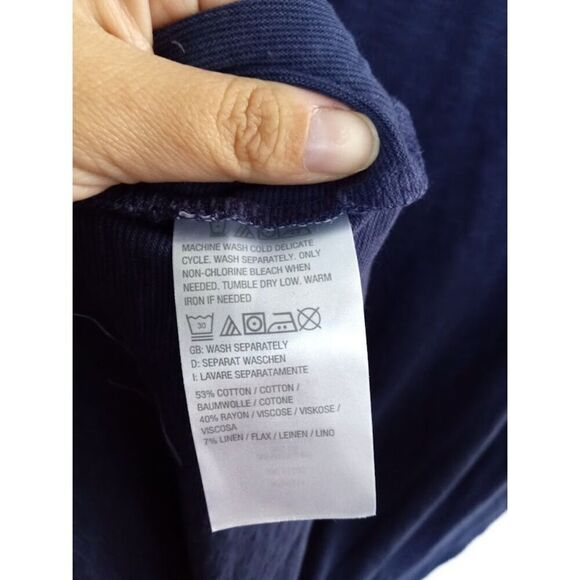 MACHINE WASH COLD DELICATE
CYCLE. WASH SEPARATELY. ONLY
NON-CHLORINE BLEACH WHEN
NEEDED. TUMBLE DRY LOW. WARM
IRON IF NEEDED
30
GB: WASH SEPARATELY
D: SEPARAT WASCHEN
I: LAVARE SEPARATAMENTE
53% COTTON / COTTON /
BAUMWOLLE / COTONE
40% RAYON / VISCOSE / VISKOSE /
VISCOSA
7% LINEN / FLAX / LEINEN / LINO